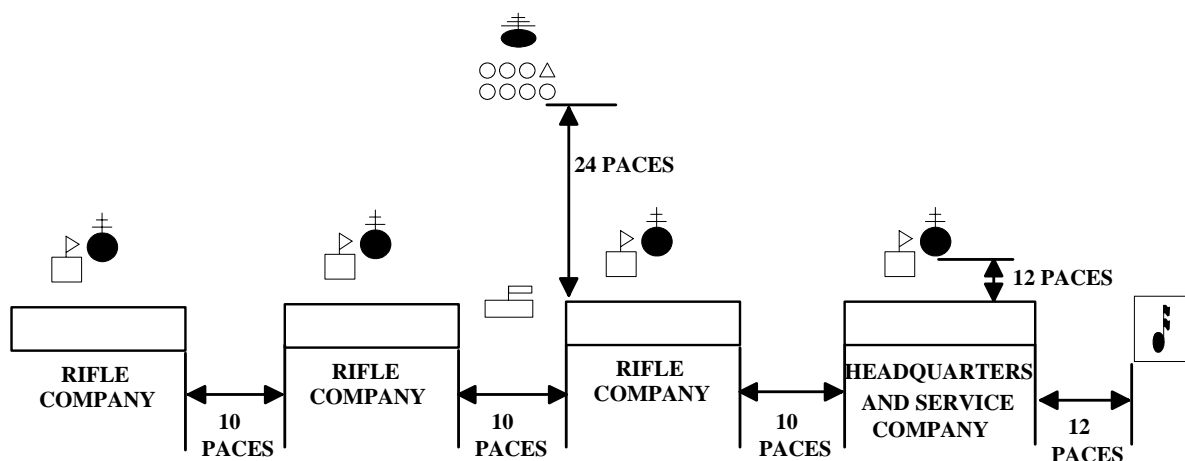 24 PACES
12 PACES
RIFLE
COMPANY
RIFLE
COMPANY
RIFLE
COMPANY
HEADQUARTERS
AND SERVICE
COMPANY
10
PACES
10
PACES
10
PACES
12
PACES